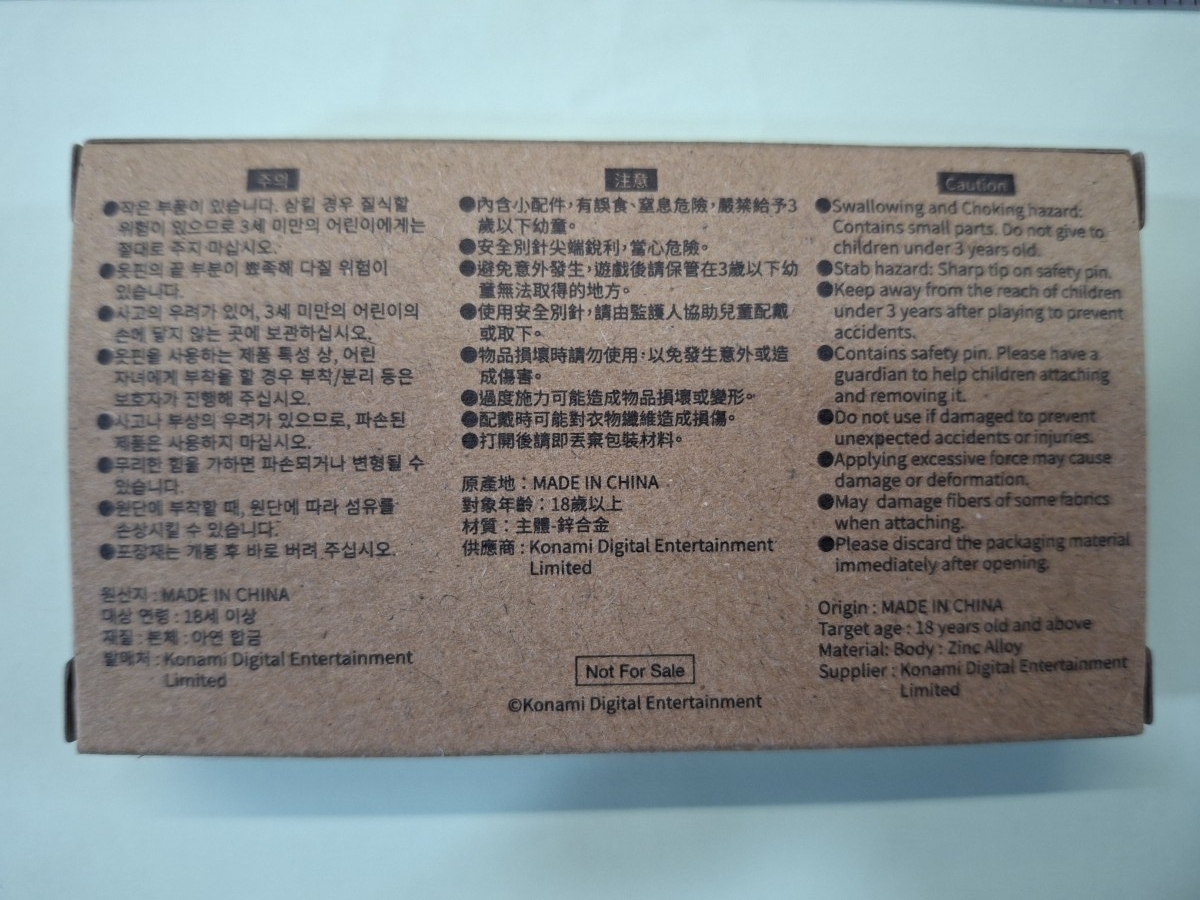 주의
●작은 부품이 있습니다. 삼킬 경우 질식할
위험이 있으므로 3세 미만의 어린이에게는
절대로 주지 마십시오.
●옷핀의 끝 부분이 뾰족해 다칠 위험이
있습니다.
●사고의 우려가 있어, 3세 미만의 어린이의
손에 닿지 않는 곳에 보관하십시오.
●옷핀을 사용하는 제품 특성 상, 어린
자녀에게 부착을 할 경우 부착/분리 등은
보호자가 진행해 주십시오.
●사고나 부상의 우려가 있으므로, 파손된
제품은 사용하지 마십시오.
●무리한 힘을 가하면 파손되거나 변형될 수
있습니다.
●원단에 부착할 때, 원단에 따라 섬유를
손상시킬 수 있습니다.
●포장재는 개봉 후 바로 버려 주십시오.
원산지 : MADE IN CHINA
대상 연령 : 18세 이상
재질 : 본체 : 아연 합금
발매처 : Konami Digital Entertainment
Limited
注意
●內含小配件，有誤食、窒息危險，嚴禁給予3
歲以下幼童。
●安全別針尖端銳利，當心危險。
●避免意外發生，遊戲後請保管在3歲以下幼
童無法取得的地方。
●使用安全別針，請由監護人協助兒童配戴
或取下。
●物品損壞時請勿使用，以免發生意外或造
成傷害。
●過度施力可能造成物品損壞或變形。
●配戴時可能對衣物纖維造成損傷。
●打開後請即丟棄包裝材料。
原產地：MADE IN CHINA
對象年齡：18歲以上
材質：主體-鋅合金
供應商：Konami Digital Entertainment
Limited
Not For Sale
©Konami Digital Entertainment
Caution
●Swallowing and Choking hazard:
Contains small parts. Do not give to
children under 3 years old.
●Stab hazard: Sharp tip on safety pin.
●Keep away from the reach of children
under 3 years after playing to prevent
accidents.
●Contains safety pin. Please have a
guardian to help children attaching
and removing it.
●Do not use if damaged to prevent
unexpected accidents or injuries.
●Applying excessive force may cause
damage or deformation.
●May damage fibers of some fabrics
when attaching.
●Please discard the packaging material
immediately after opening.
Origin : MADE IN CHINA
Target age : 18 years old and above
Material: Body : Zinc Alloy
Supplier : Konami Digital Entertainment
Limited